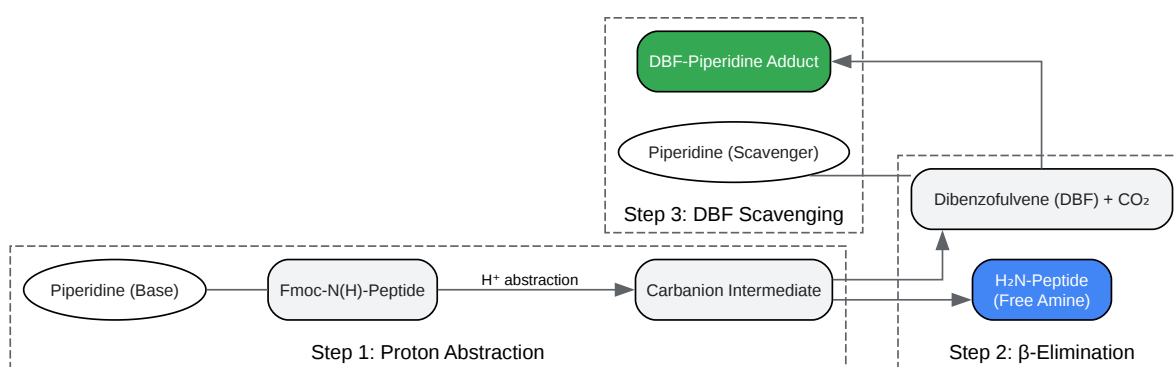 DBF-Piperidine Adduct
Piperidine (Scavenger)
Step 3: DBF Scavenging
Dibenzofulvene (DBF) + CO₂
Piperidine (Base)
Fmoc-N(H)-Peptide
H⁺ abstraction
Carbanion Intermediate
H₂N-Peptide
(Free Amine)
Step 1: Proton Abstraction
Step 2: β-Elimination